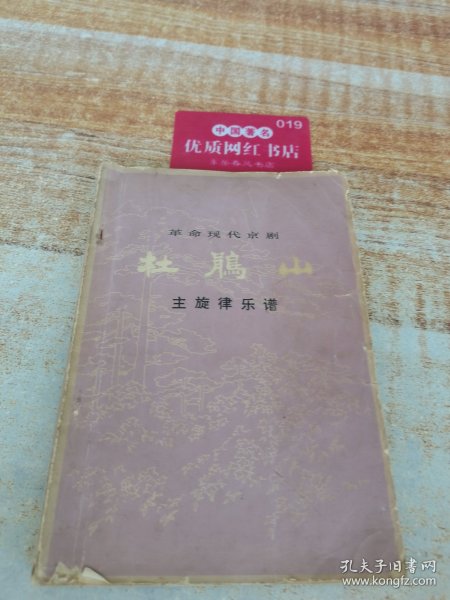 019
中国著名
优质网红书店
革命现代京剧
杜鹃山
主旋律乐谱
孔夫子旧书网
www.kongfz.com